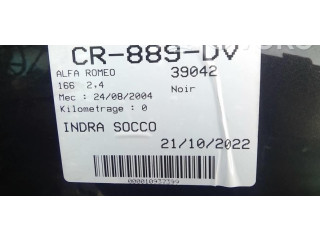 CR-889-DV
ALFA ROMEO 39042
166 2.4 Noir
Mec : 24/08/2004
Kilometrage : 0
INDRA SOCCO
21/10/2022